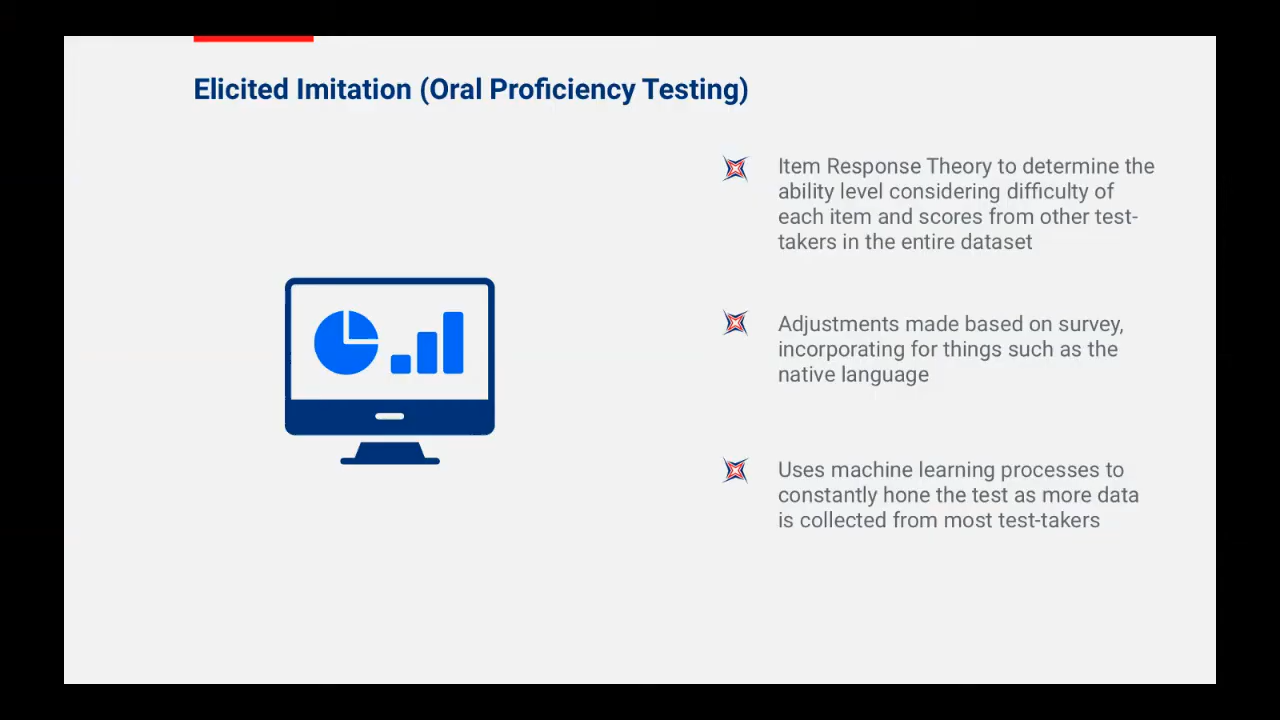 Elicited Imitation (Oral Proficiency Testing)
Item Response Theory to determine the
ability level considering difficulty of
each item and scores from other test-
takers in the entire dataset
Adjustments made based on survey,
incorporating for things such as the
native language
Uses machine learning processes to
constantly hone the test as more data
is collected from most test-takers